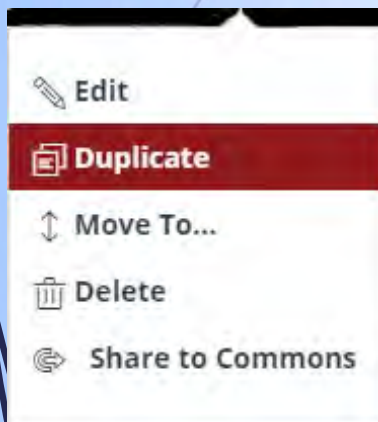 Edit
Duplicate
Move To...
Delete
Share to Commons